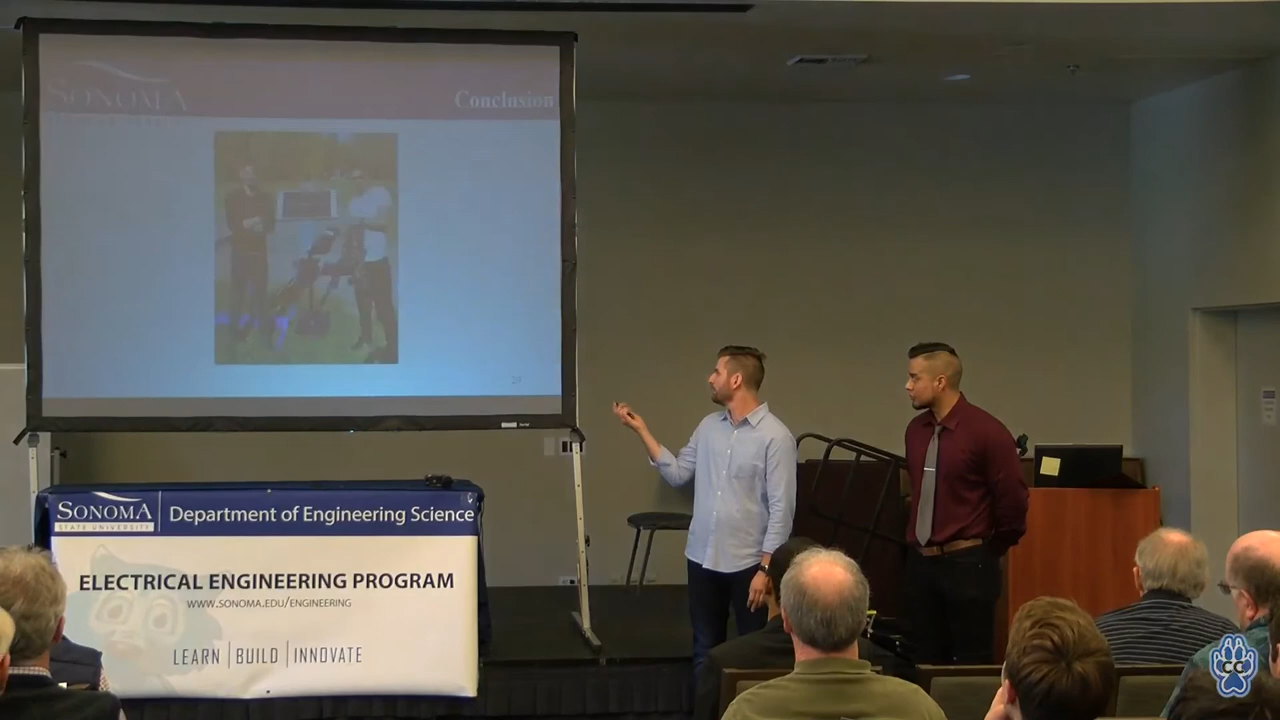 SONOMA
Conclusion
SONOMA
STATE UNIVERSITY
Department of Engineering Science
ELECTRICAL ENGINEERING PROGRAM
WWW.SONOMA.EDU/ENGINEERING
LEARN | BUILD | INNOVATE
CC